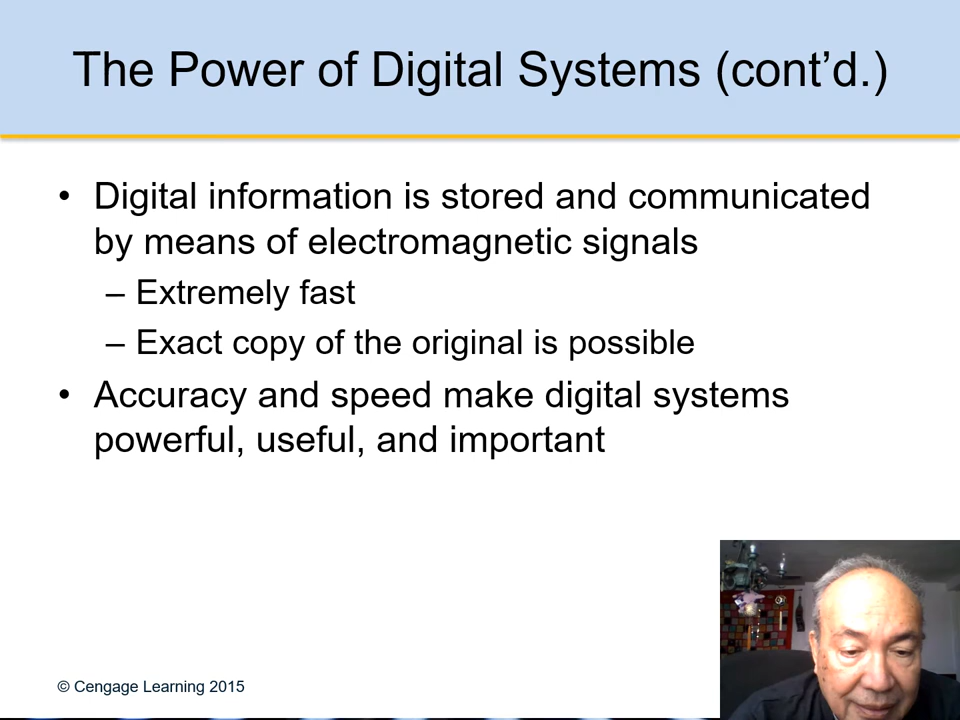 The Power of Digital Systems (cont’d.)
• Digital information is stored and communicated
by means of electromagnetic signals
– Extremely fast
– Exact copy of the original is possible
• Accuracy and speed make digital systems
powerful, useful, and important
© Cengage Learning 2015